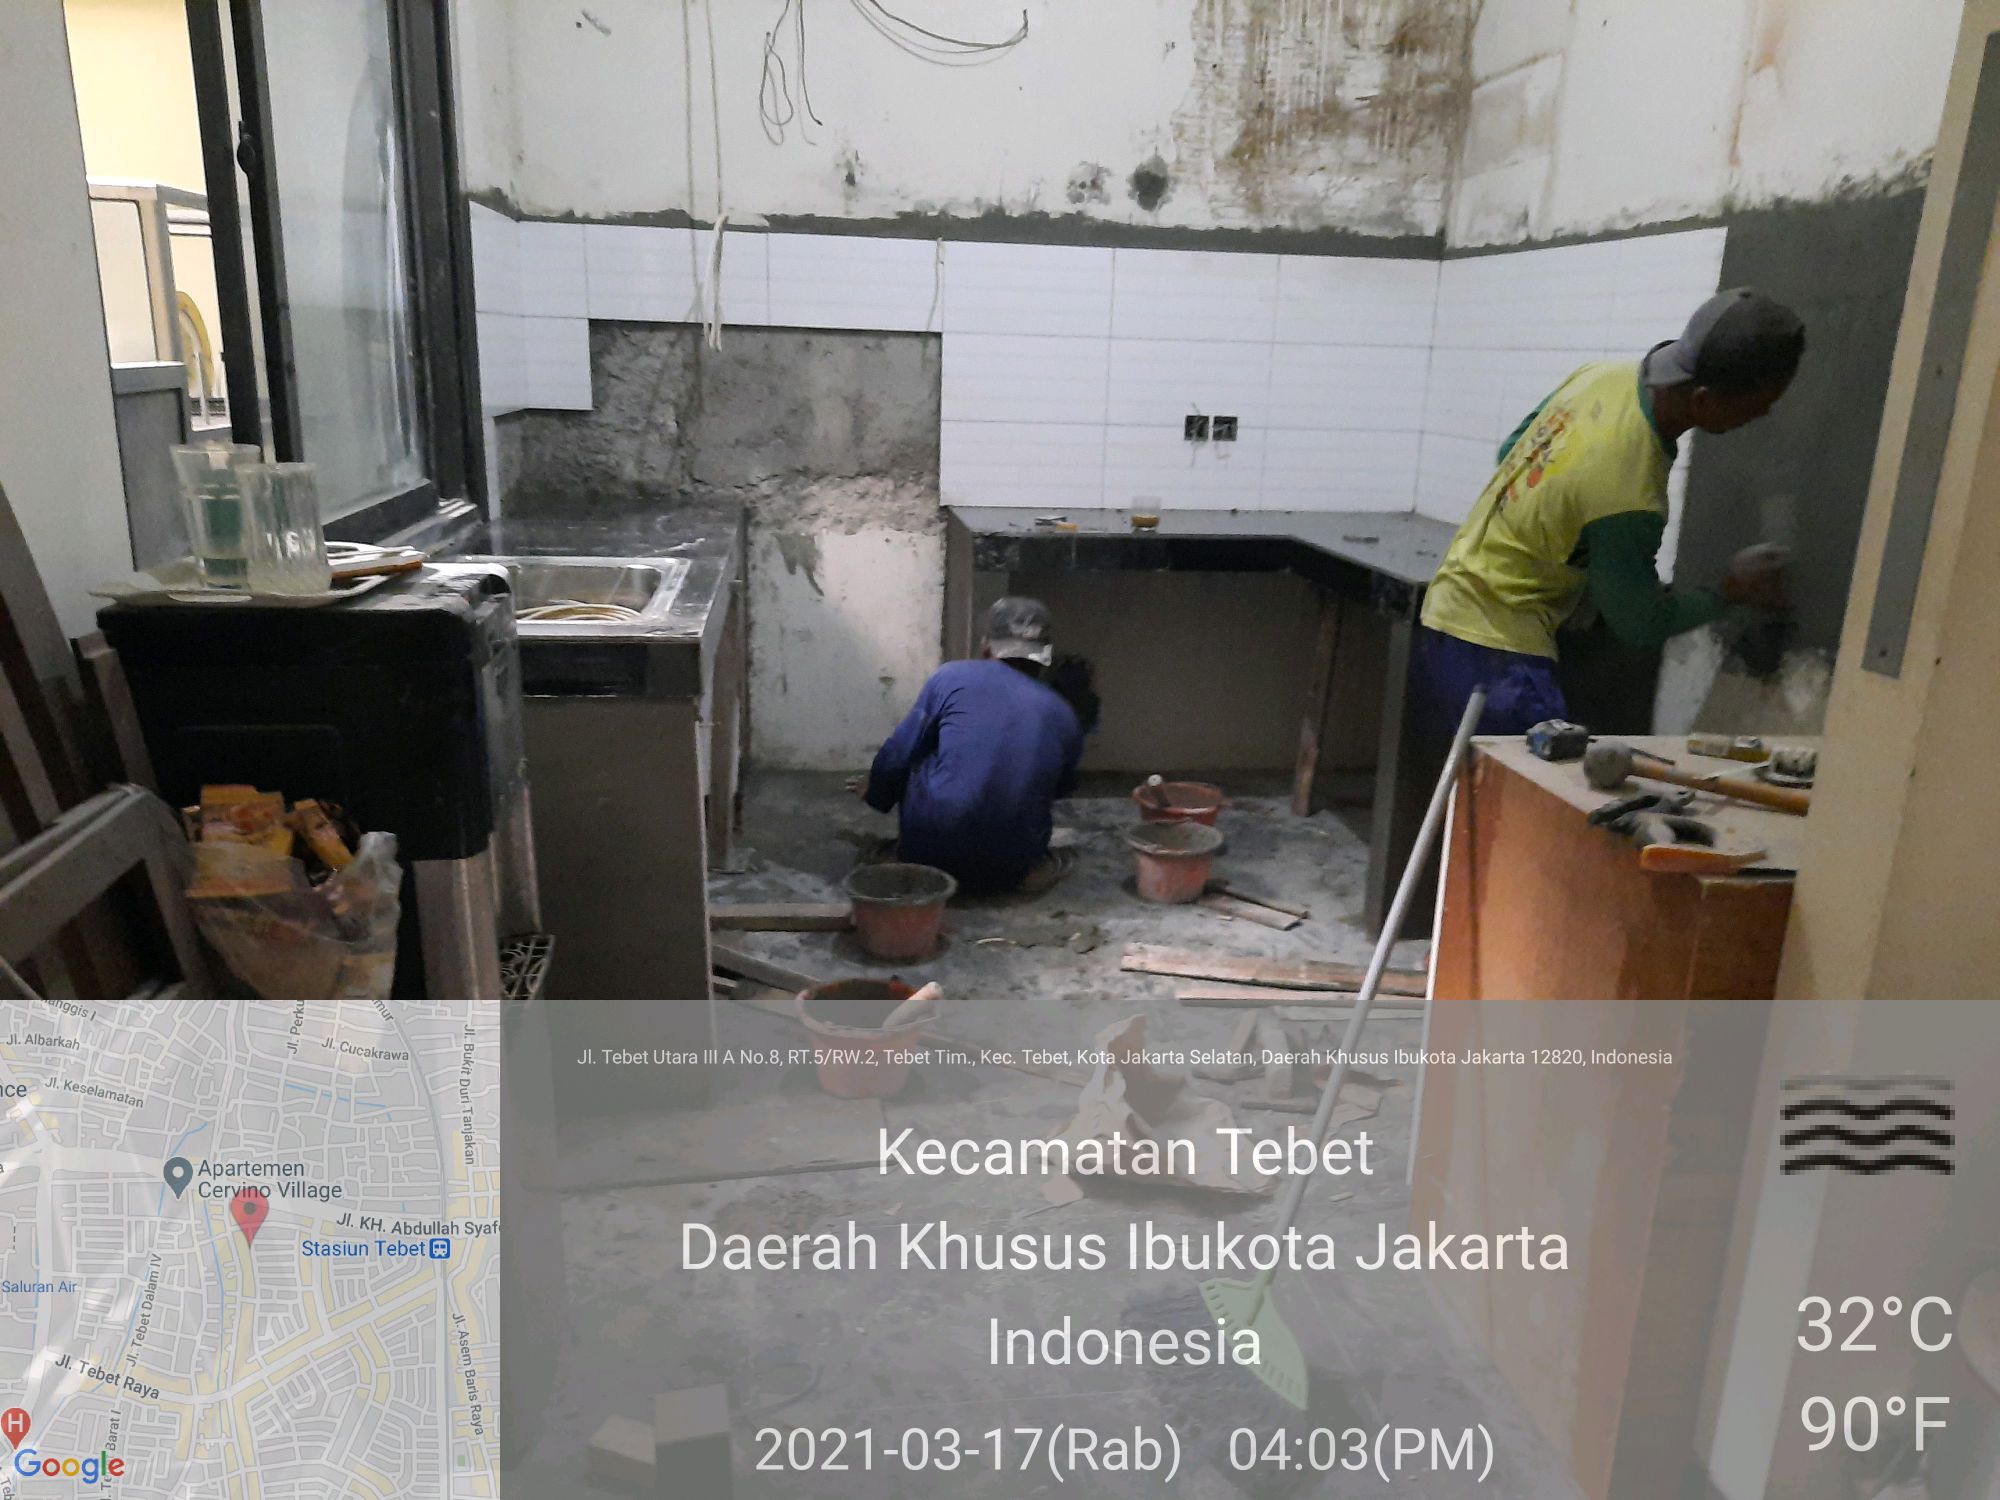 Jl. Tebet Utara III A No.8, RT.5/RW.2, Tebet Tim., Kec. Tebet, Kota Jakarta Selatan, Daerah Khusus Ibukota Jakarta 12820, Indonesia
Kecamatan Tebet
Daerah Khusus Ibukota Jakarta
Indonesia
2021-03-17(Rab) 04:03(PM)
32°C
90°F
Jl. Albarkah
Jl. Cucakrawa
Jl. Keselamatan
Jl. Bukit Duri Tanjakan
Apartemen
Cervino Village
Jl. KH. Abdullah Syaf
Stasiun Tebet
Saluran Air
Jl. Tebet Dalam IV
Jl. Tebet Raya
Jl. Asem Baris Raya
H
Google